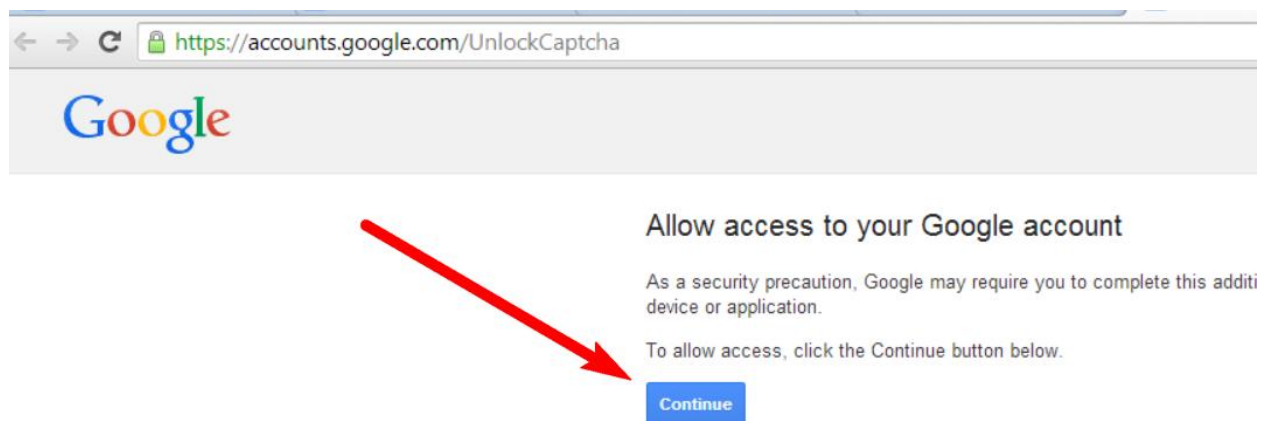 https://accounts.google.com/UnlockCaptcha
Google
Allow access to your Google account
As a security precaution, Google may require you to complete this additi
device or application.
To allow access, click the Continue button below.
Continue